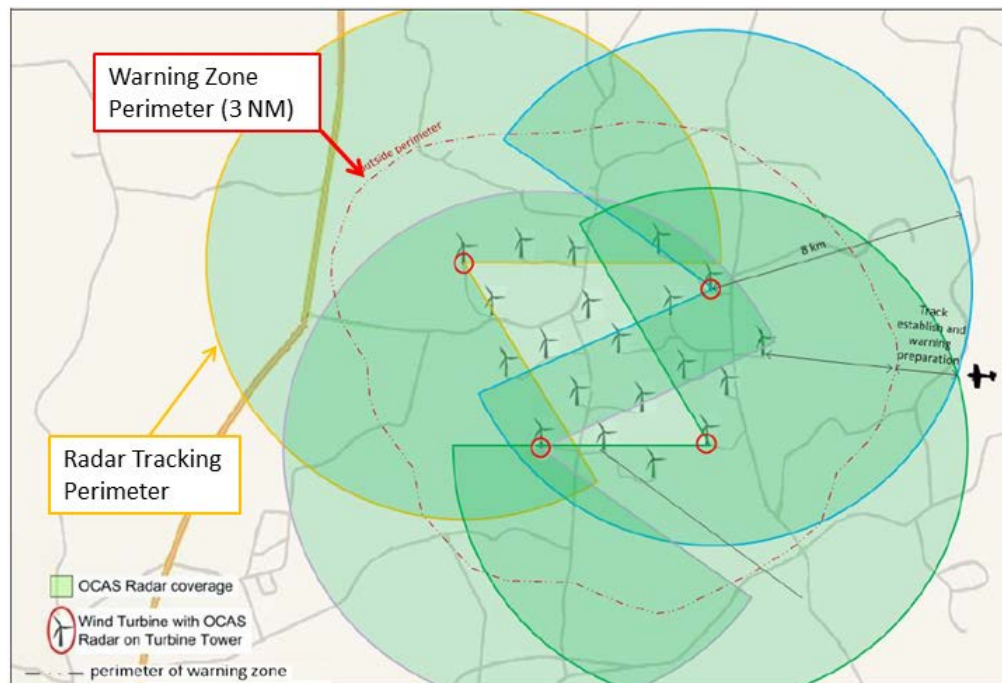 Warning Zone
Perimeter (3 NM)
outside perimeter
8 km
Track
establish and
warning
preparation
Radar Tracking
Perimeter
OCAS Radar coverage
Wind Turbine with OCAS
Radar on Turbine Tower
perimeter of warning zone